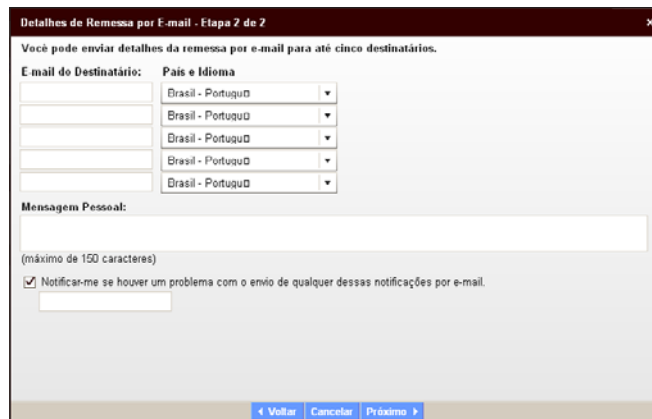 Detalhes de Remessa por E-mail - Etapa 2 de 2 ×
Você pode enviar detalhes da remessa por e-mail para até cinco destinatários.
E-mail do Destinatário: País e Idioma
Brasil - Portugu□
Brasil - Portugu□
Brasil - Portugu□
Brasil - Portugu□
Brasil - Portugu□
Mensagem Pessoal:
(máximo de 150 caracteres)
Notificar-me se houver um problema com o envio de qualquer dessas notificações por e-mail.
Voltar Cancelar Próximo